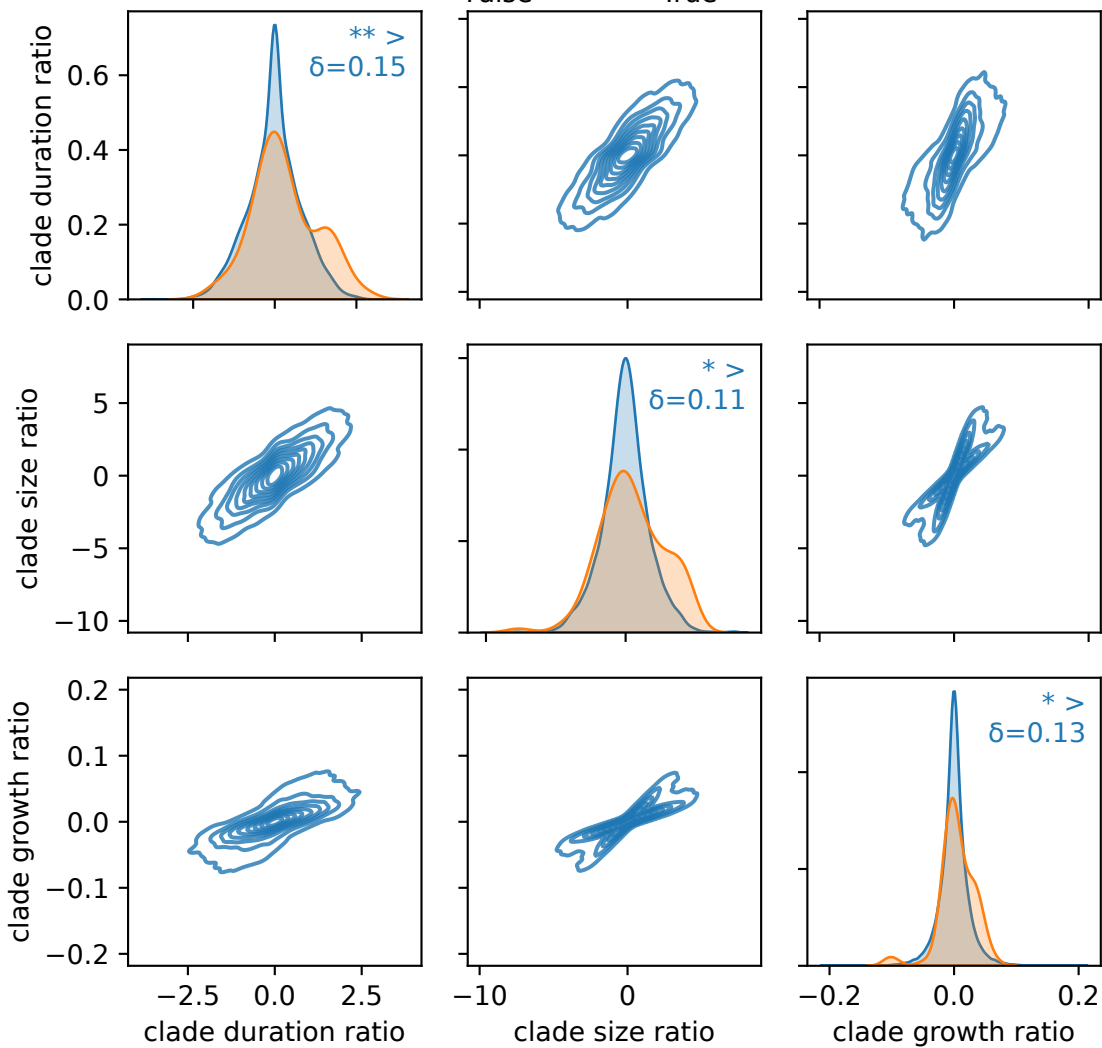 clade duration ratio
0.6
0.4
0.2
0.0
** >
δ=0.15
clade size ratio
5
0
−5
−10
* >
δ=0.11
clade growth ratio
0.2
0.1
0.0
−0.1
−0.2
* >
δ=0.13
−2.5 0.0 2.5
−10 0
−0.2 0.0 0.2
clade duration ratio
clade size ratio
clade growth ratio